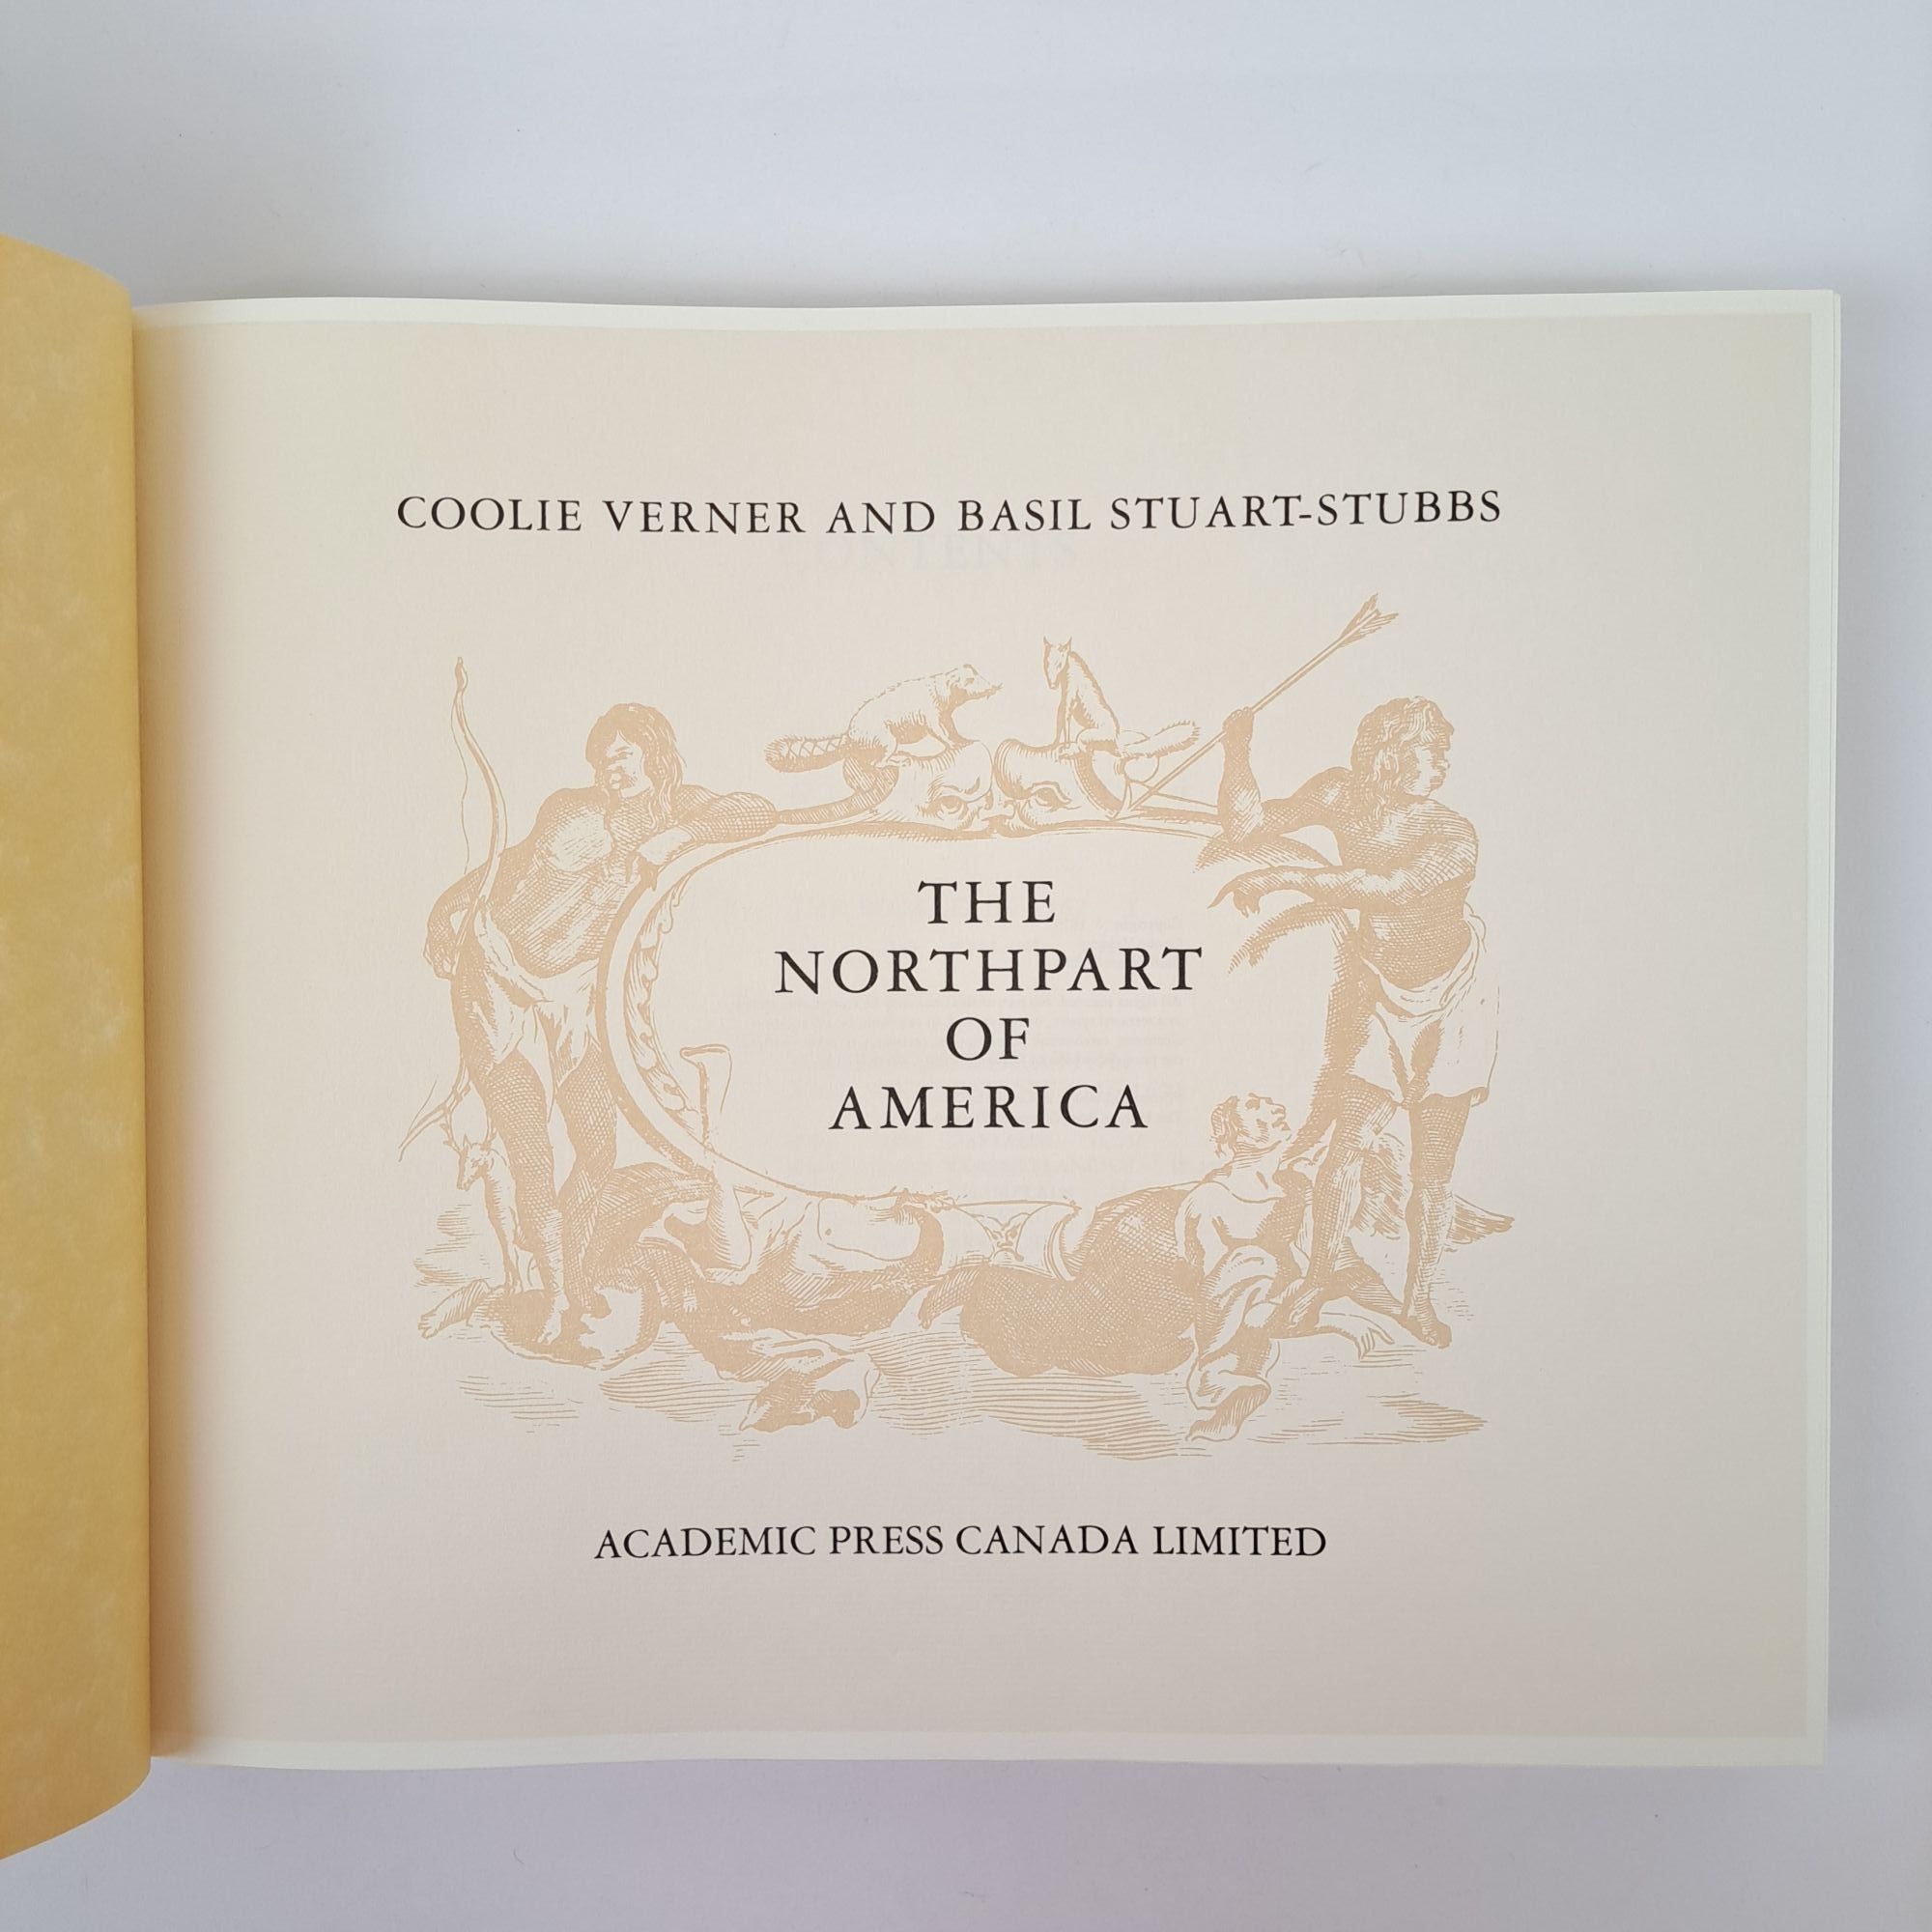 COOLIE VERNER AND BASIL STUART-STUBBS
THE
NORTHPART
OF
AMERICA
ACADEMIC PRESS CANADA LIMITED